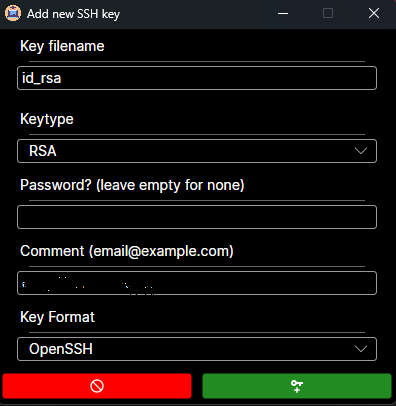 Add new SSH key
Key filename
id_rsa
Keytype
RSA
Password? (leave empty for none)
Comment (email@example.com)
Key Format
OpenSSH